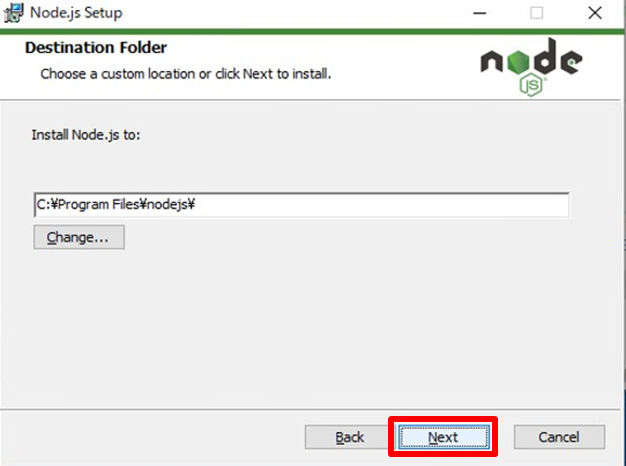 Node.js Setup
Destination Folder
Choose a custom location or click Next to install.
node
JS
Install Node.js to:
C:¥Program Files¥nodejs¥
Change...
Back Next Cancel